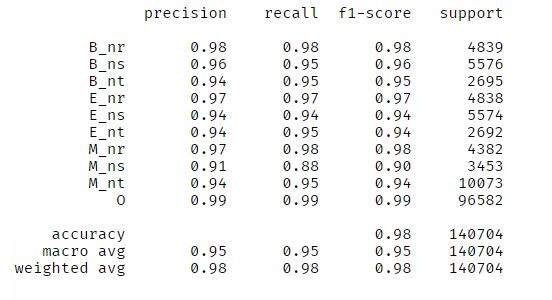 precision recall f1-score support
B_nr 0.98 0.98 0.98 4839
B_ns 0.96 0.95 0.96 5576
B_nt 0.94 0.95 0.95 2695
E_nr 0.97 0.97 0.97 4838
E_ns 0.94 0.94 0.94 5574
E_nt 0.94 0.95 0.94 2692
M_nr 0.97 0.98 0.98 4382
M_ns 0.91 0.88 0.90 3453
M_nt 0.94 0.95 0.94 10073
O 0.99 0.99 0.99 96582
accuracy 0.98 140704
macro avg 0.95 0.95 0.95 140704
weighted avg 0.98 0.98 0.98 140704